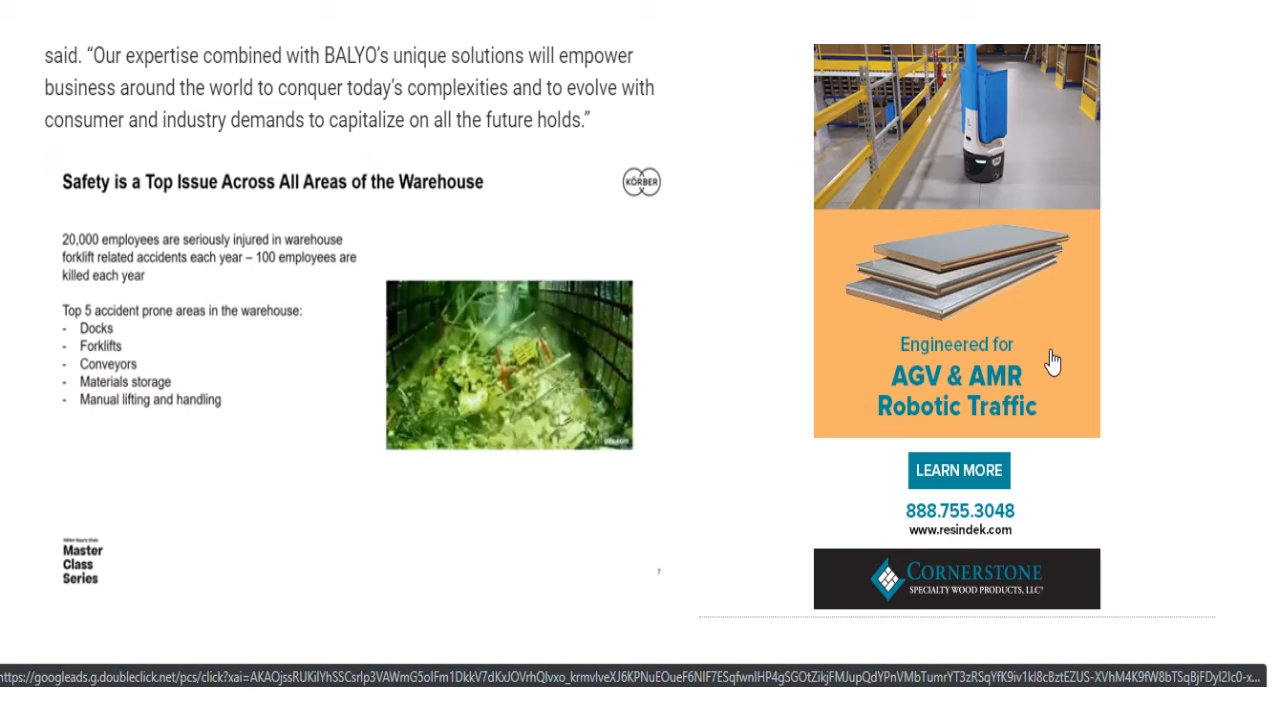 said. “Our expertise combined with BALYO’s unique solutions will empower
business around the world to conquer today’s complexities and to evolve with
consumer and industry demands to capitalize on all the future holds.”
Safety is a Top Issue Across All Areas of the Warehouse
KÖRBER
20,000 employees are seriously injured in warehouse
forklift related accidents each year – 100 employees are
killed each year
Top 5 accident prone areas in the warehouse:
- Docks
- Forklifts
- Conveyors
- Materials storage
- Manual lifting and handling
Master
Class
Series
Engineered for
AGV & AMR
Robotic Traffic
LEARN MORE
888.755.3048
www.resindek.com
CORNERSTONE
SPECIALTY WOOD PRODUCTS, LLC®